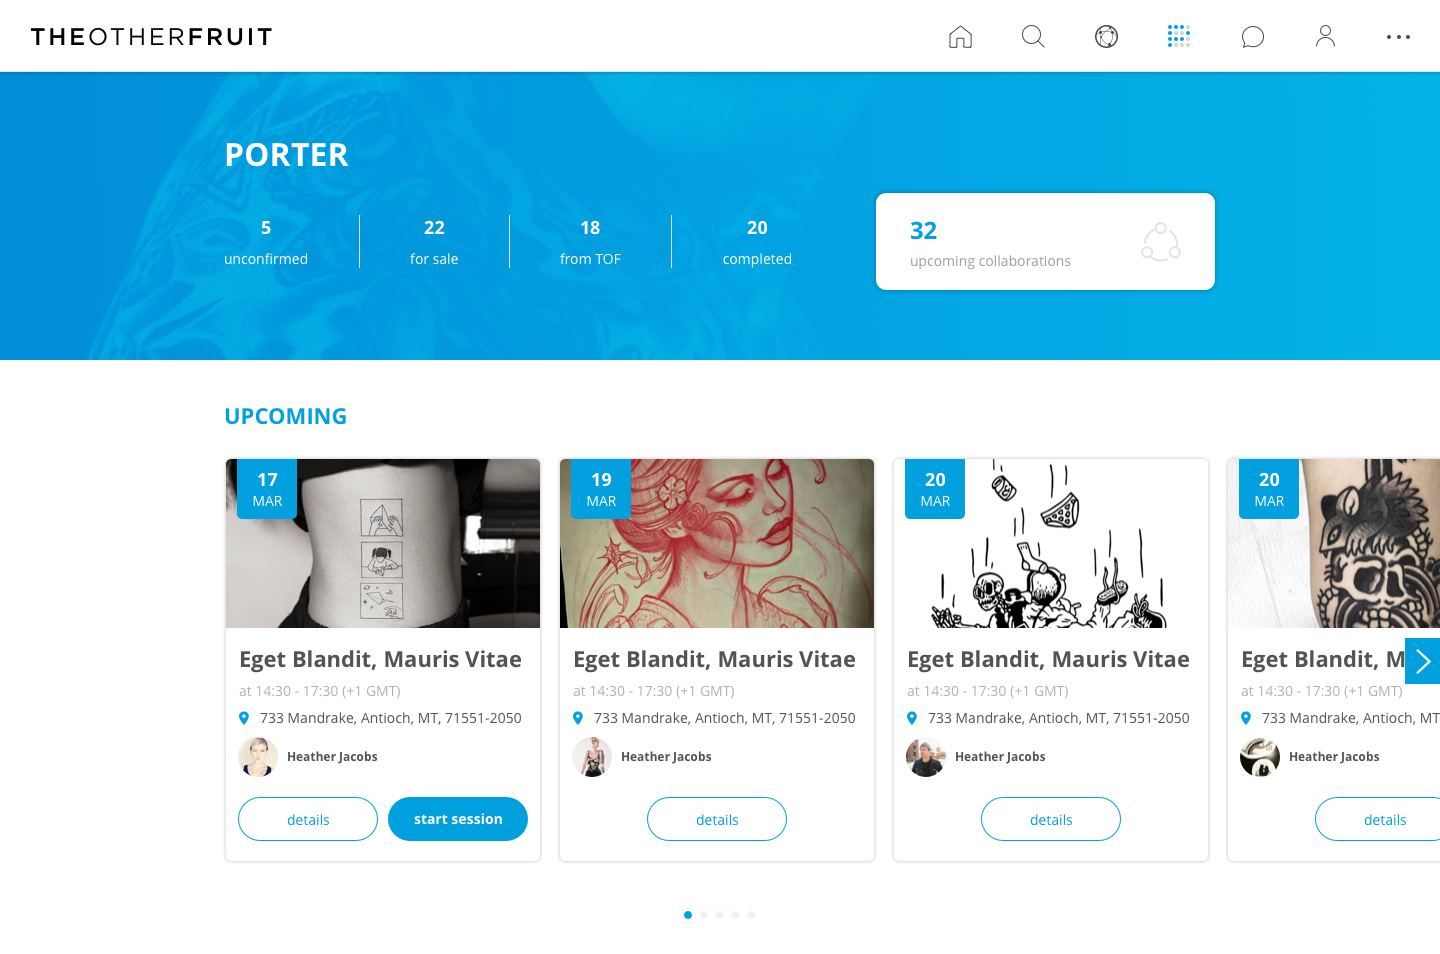 THEOTHERFRUIT
PORTER
5
unconfirmed
22
for sale
18
from TOF
20
completed
32
upcoming collaborations
UPCOMING
17
MAR
Eget Blandit, Mauris Vitae
at 14:30 - 17:30 (+1 GMT)
733 Mandrake, Antioch, MT, 71551-2050
Heather Jacobs
details
start session
19
MAR
Eget Blandit, Mauris Vitae
at 14:30 - 17:30 (+1 GMT)
733 Mandrake, Antioch, MT, 71551-2050
Heather Jacobs
details
20
MAR
Eget Blandit, Mauris Vitae
at 14:30 - 17:30 (+1 GMT)
733 Mandrake, Antioch, MT, 71551-2050
Heather Jacobs
details
20
MAR
Eget Blandit, M
at 14:30 - 17:30 (+1 GMT)
733 Mandrake, Antioch, MT
Heather Jacobs
details